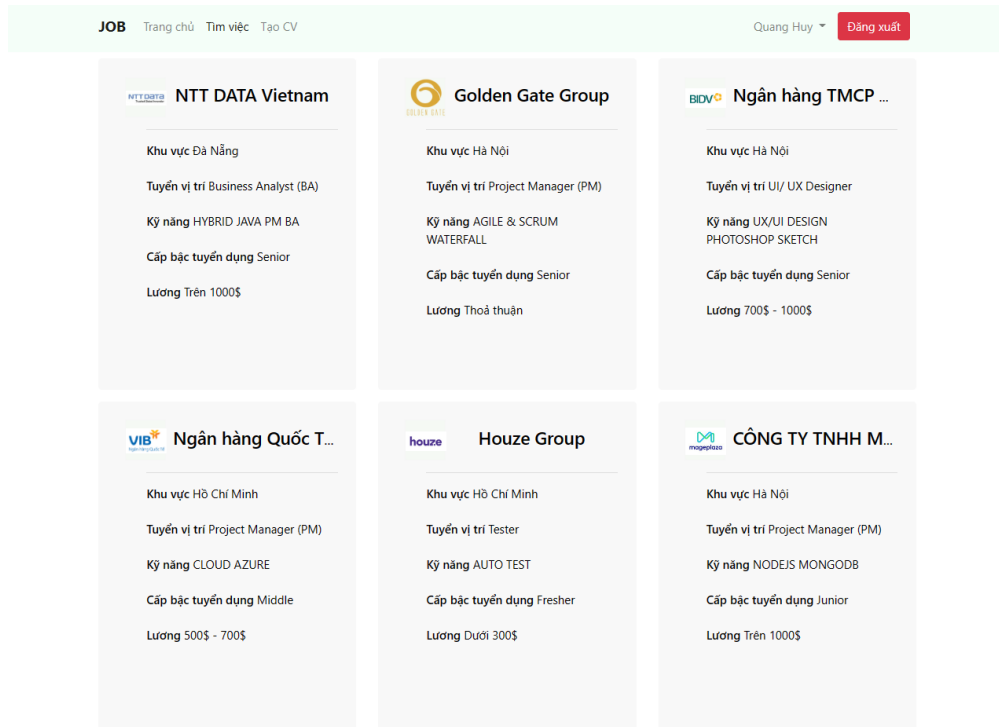 JOB Trang chủ Tìm việc Tạo CV Quang Huy Đăng xuất
NTT DATA NTT DATA Vietnam
Khu vực Đà Nẵng
Tuyển vị trí Business Analyst (BA)
Kỹ năng HYBRID JAVA PM BA
Cấp bậc tuyển dụng Senior
Lương Trên 1000$
GOLDEN GATE Golden Gate Group
Khu vực Hà Nội
Tuyển vị trí Project Manager (PM)
Kỹ năng AGILE & SCRUM
WATERFALL
Cấp bậc tuyển dụng Senior
Lương Thoả thuận
BIDV Ngân hàng TMCP ...
Khu vực Hà Nội
Tuyển vị trí UI/ UX Designer
Kỹ năng UX/UI DESIGN
PHOTOSHOP SKETCH
Cấp bậc tuyển dụng Senior
Lương 700$ - 1000$
VIB Ngân hàng Quốc T...
Khu vực Hồ Chí Minh
Tuyển vị trí Project Manager (PM)
Kỹ năng CLOUD AZURE
Cấp bậc tuyển dụng Middle
Lương 500$ - 700$
houze Houze Group
Khu vực Hồ Chí Minh
Tuyển vị trí Tester
Kỹ năng AUTO TEST
Cấp bậc tuyển dụng Fresher
Lương Dưới 300$
mageplaza CÔNG TY TNHH M...
Khu vực Hà Nội
Tuyển vị trí Project Manager (PM)
Kỹ năng NODEJS MONGODB
Cấp bậc tuyển dụng Junior
Lương Trên 1000$